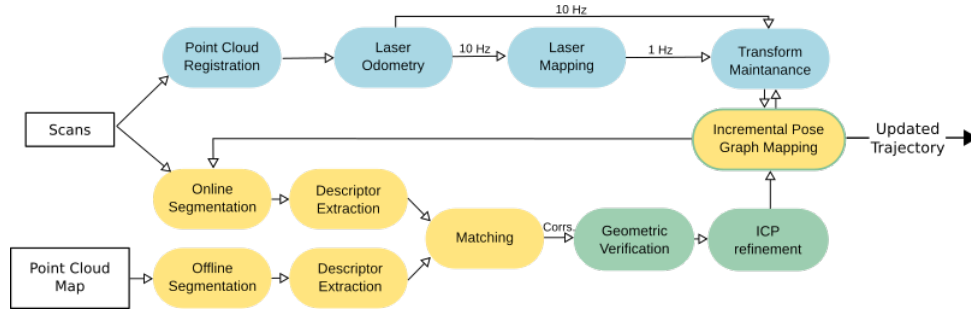 10 Hz
Point Cloud
Registration
Laser
Odometry
10 Hz
Laser
Mapping
1 Hz
Transform
Maintanance
Scans
Incremental Pose
Graph Mapping
Updated
Trajectory
Online
Segmentation
Descriptor
Extraction
Matching
Corrs.
Geometric
Verification
ICP
refinement
Point Cloud
Map
Offline
Segmentation
Descriptor
Extraction